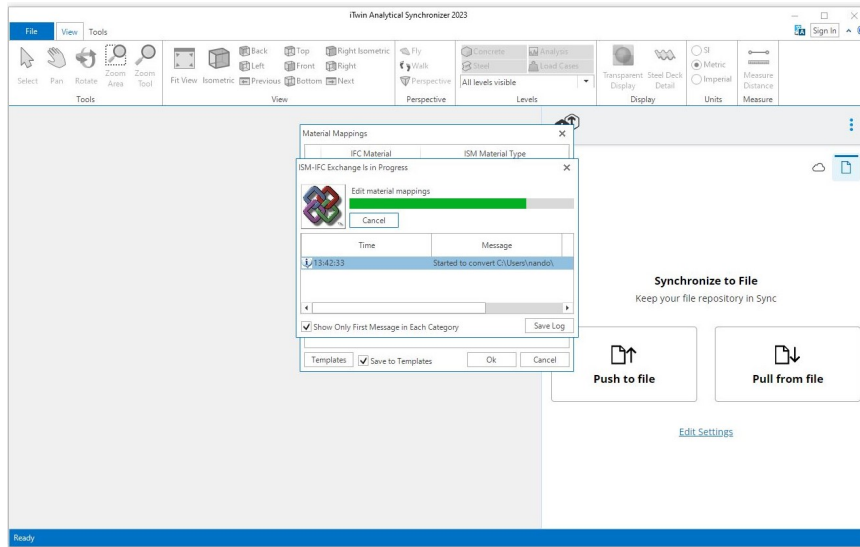 iTwin Analytical Synchronizer 2023
File View Tools Sign In
Select Pan Rotate Zoom Area Zoom Tool
Tools
Fit View Isometric
Back Top Right Isometric
Left Front Right
Previous Bottom Next
View
Fly
Walk
Perspective
Perspective
Concrete Analysis
Steel Load Cases
All levels visible
Levels
Transparent Display Steel Deck Detail
Display
SI
Metric
Imperial
Units
Measure Distance
Measure
Material Mappings
IFC Material ISM Material Type
ISM-IFC Exchange Is in Progress
Edit material mappings
Cancel
Time Message
13:42:33 Started to convert C:\Users\nando\
Show Only First Message in Each Category Save Log
Templates Save to Templates Ok Cancel
Synchronize to File
Keep your file repository in Sync
Push to file Pull from file
Edit Settings
Ready